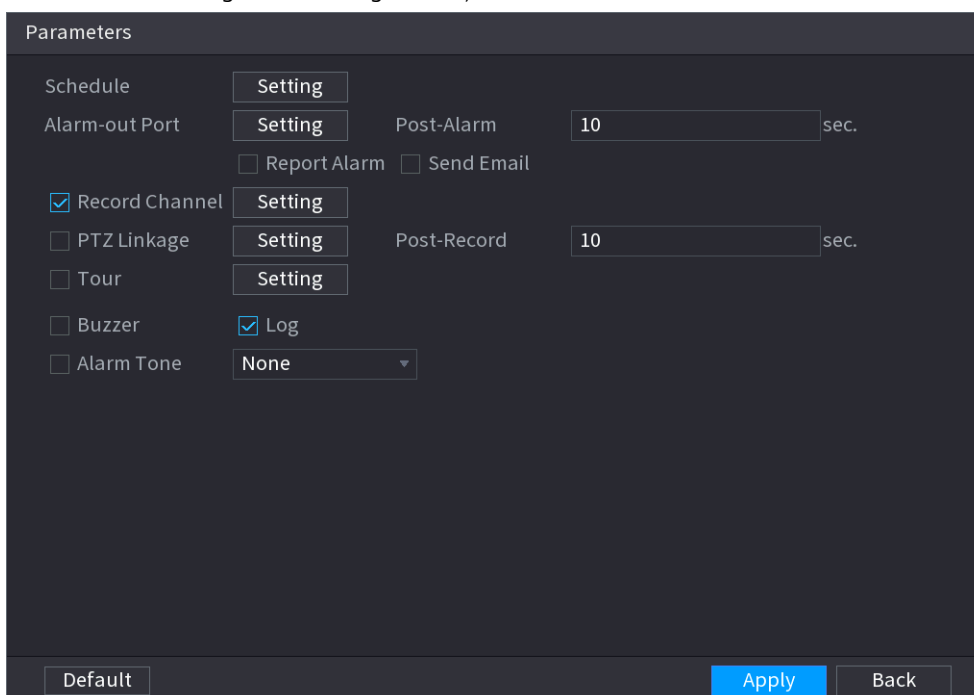 Parameters
Schedule Setting
Alarm-out Port Setting Post-Alarm 10 sec.
Report Alarm Send Email
Record Channel Setting
PTZ Linkage Setting Post-Record 10 sec.
Tour Setting
Buzzer Log
Alarm Tone None
Default Apply Back